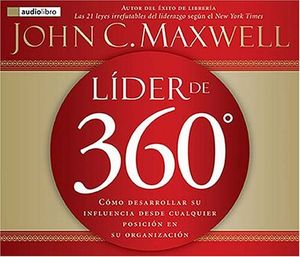 audiolibro
AUTOR DEL ÉXITO DE LIBRERÍA
Las 21 leyes irrefutables del liderazgo según el New York Times
JOHN C. MAXWELL
LÍDER DE
360°
CÓMO DESARROLLAR SU
INFLUENCIA DESDE CUALQUIER
POSICIÓN EN
SU ORGANIZACIÓN